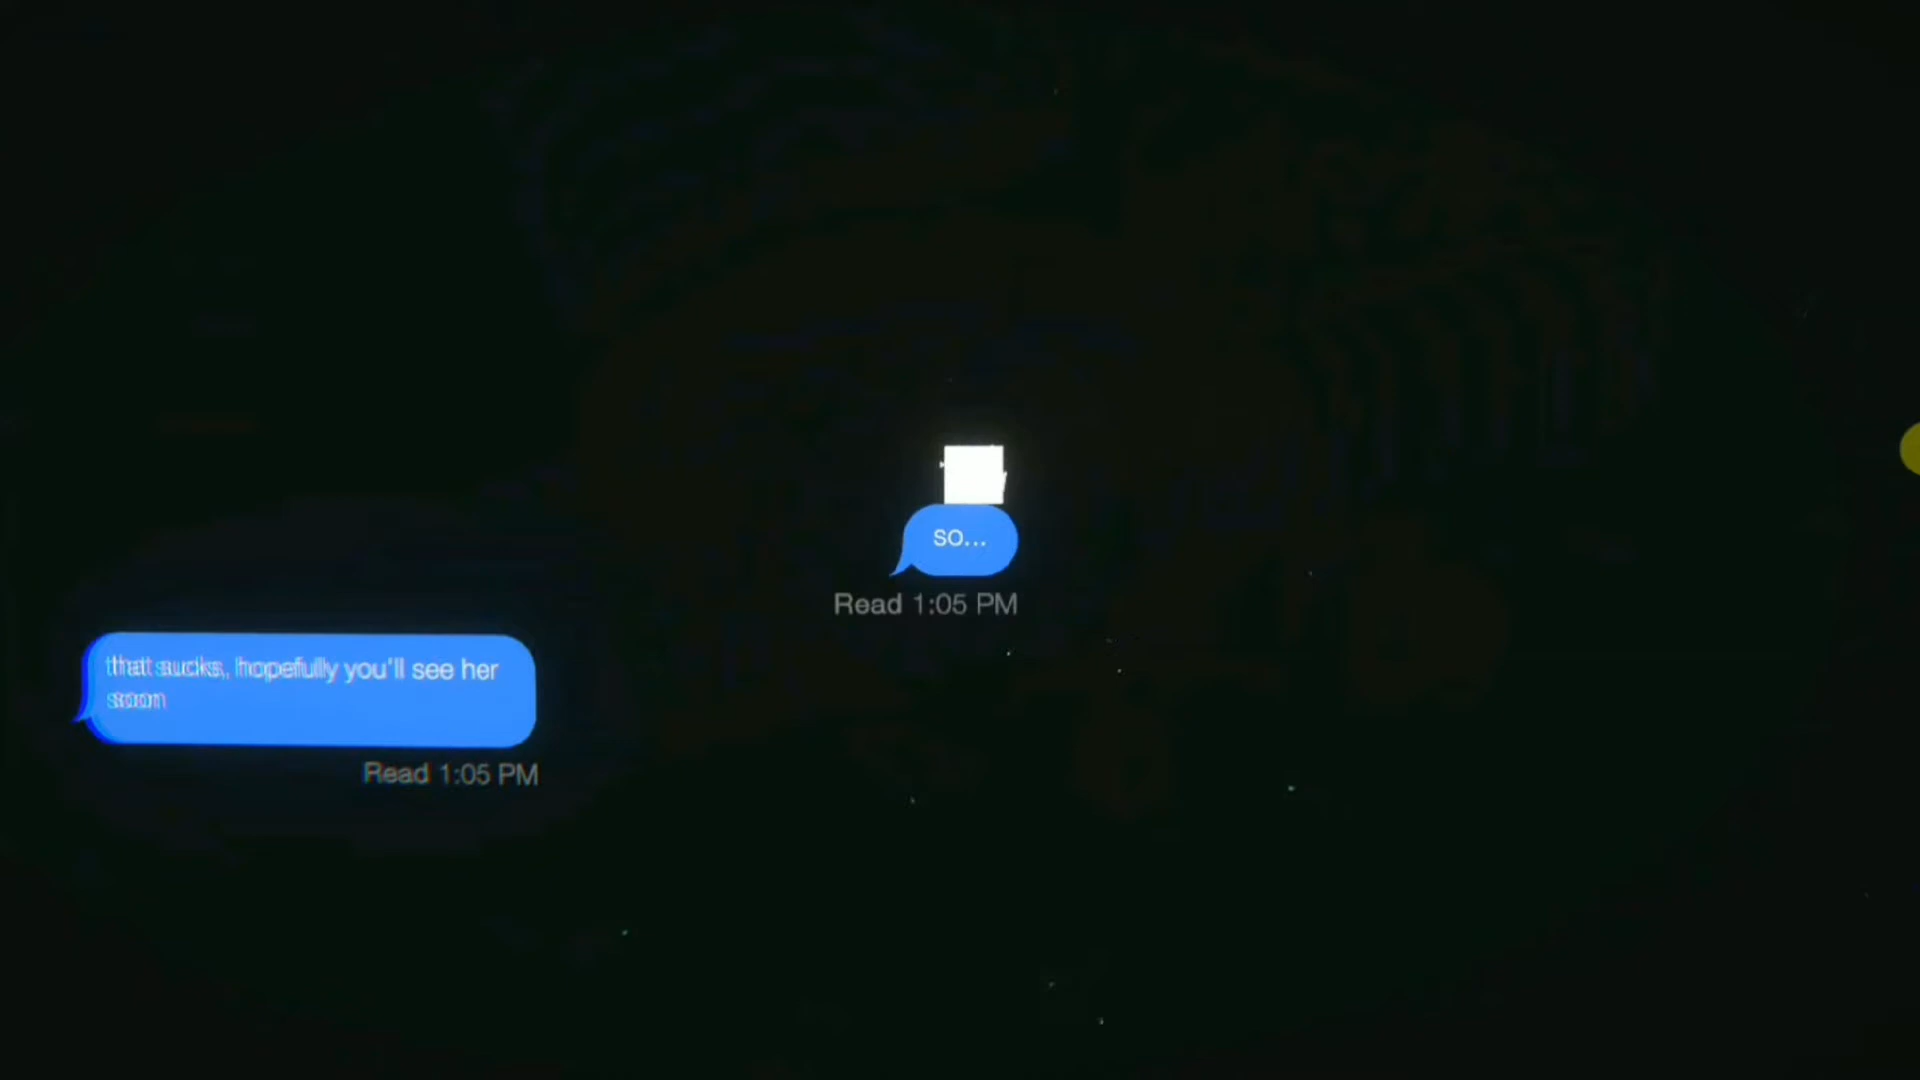 so...
Read 1:05 PM
that sucks, hopefully you'll see her
soon
Read 1:05 PM